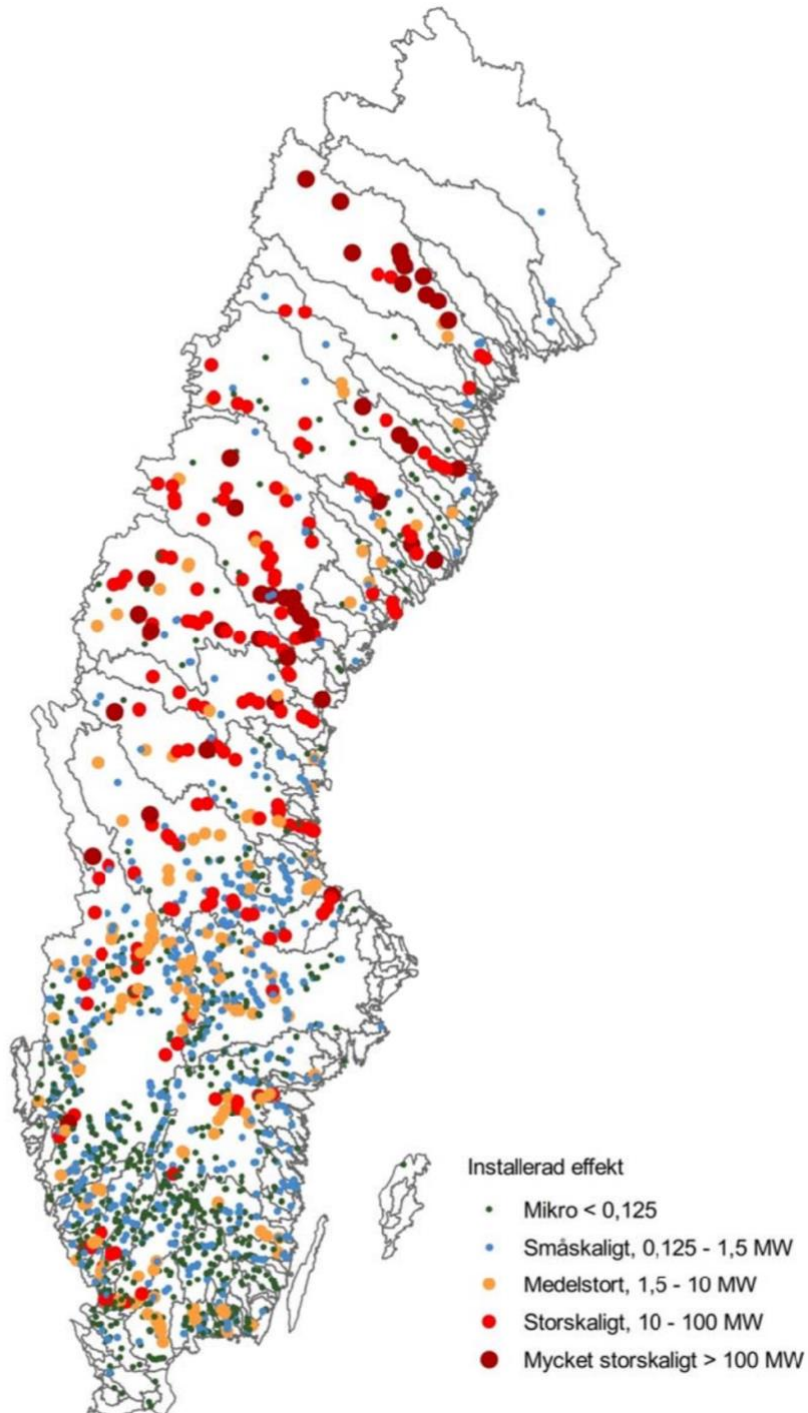 Installerad effekt
Mikro < 0,125
Småskaligt, 0,125 - 1,5 MW
Medelstort, 1,5 - 10 MW
Storskaligt, 10 - 100 MW
Mycket storskaligt > 100 MW